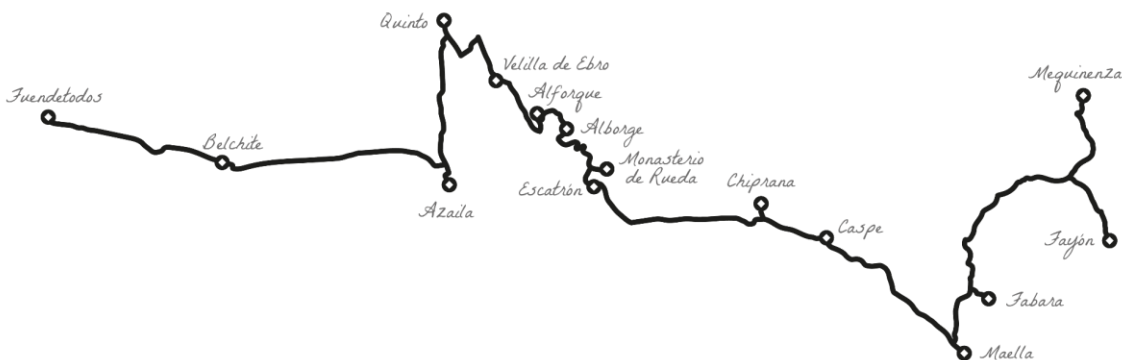 Quinto
Velilla de Ebro
Mequinenza
Fuendetodos
Alforque
Alborge
Belchite
Monasterio
de Rueda
Escatrón
Chiprana
Azaila
Caspe
Fayón
Fabara
Maella